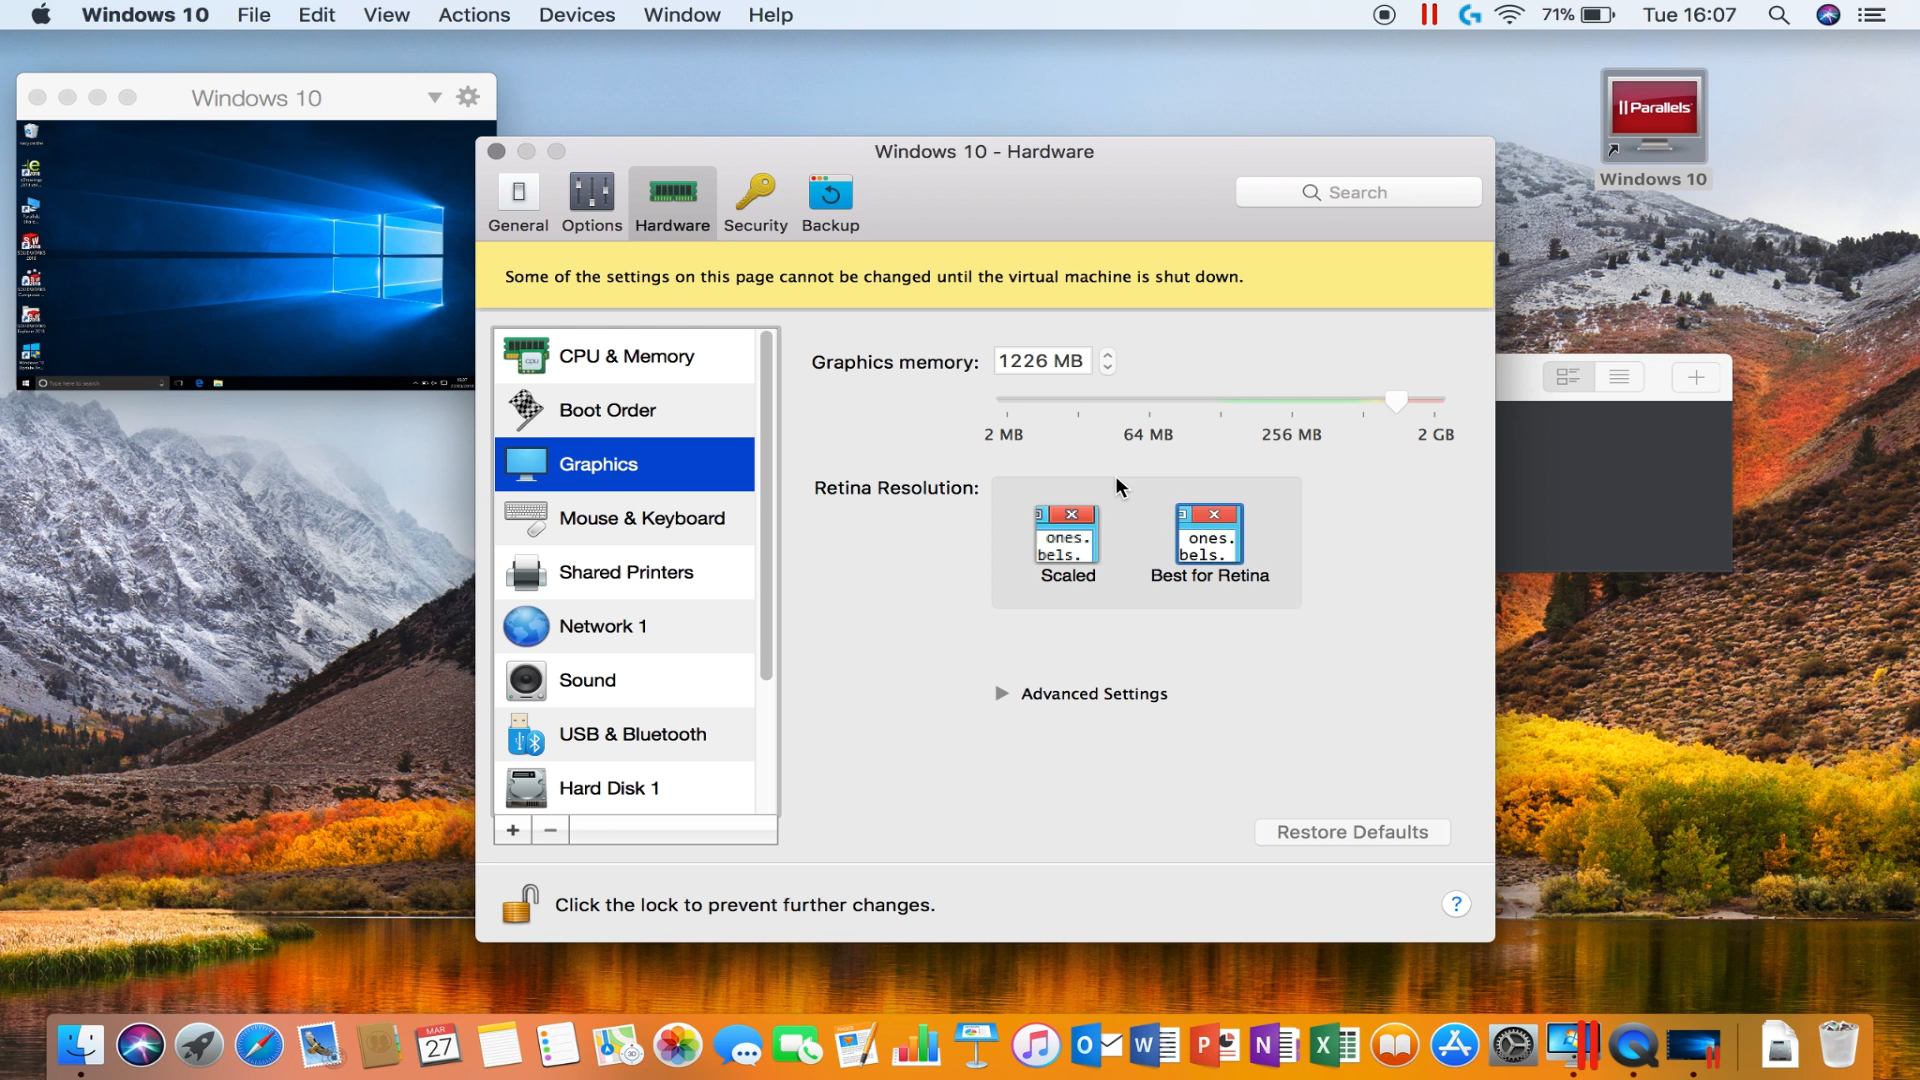 Windows 10 File Edit View Actions Devices Window Help 71% Tue 16:07
Windows 10
Type here to search
|| Parallels
Windows 10
Windows 10 - Hardware
General Options Hardware Security Backup
Search
Some of the settings on this page cannot be changed until the virtual machine is shut down.
CPU & Memory
Boot Order
Graphics
Mouse & Keyboard
Shared Printers
Network 1
Sound
USB & Bluetooth
Hard Disk 1
+ −
Graphics memory: 1226 MB
2 MB 64 MB 256 MB 2 GB
Retina Resolution:
ones. bels.
ones. bels.
Scaled Best for Retina
Advanced Settings
Restore Defaults
Click the lock to prevent further changes.
?
MAR
27